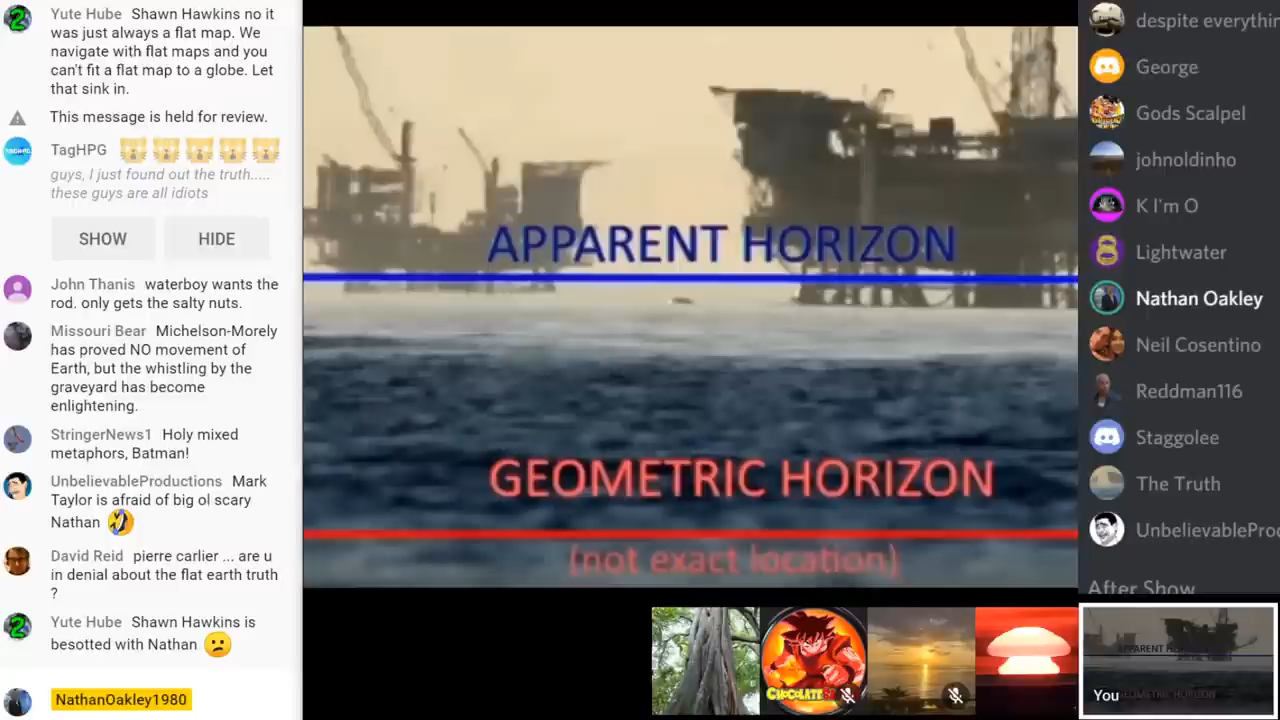 Yute Hube Shawn Hawkins no it
was just always a flat map. We
navigate with flat maps and you
can't fit a flat map to a globe. Let
that sink in.
This message is held for review.
TagHPG
guys, I just found out the truth.....
these guys are all idiots
SHOW
HIDE
John Thanis waterboy wants the
rod. only gets the salty nuts.
Missouri Bear Michelson-Morely
has proved NO movement of
Earth, but the whistling by the
graveyard has become
enlightening.
StringerNews1 Holy mixed
metaphors, Batman!
UnbelievableProductions Mark
Taylor is afraid of big ol scary
Nathan
David Reid pierre carlier ... are u
in denial about the flat earth truth
?
Yute Hube Shawn Hawkins is
besotted with Nathan
NathanOakley1980
APPARENT HORIZON
GEOMETRIC HORIZON
(not exact location)
CHOCOLATE
despite everythin
George
Gods Scalpel
johnoldinho
K I'm O
Lightwater
Nathan Oakley
Neil Cosentino
Reddman116
Staggolee
The Truth
UnbelievablePro
After Show
APPARENT HORIZON
You
GEOMETRIC HORIZON